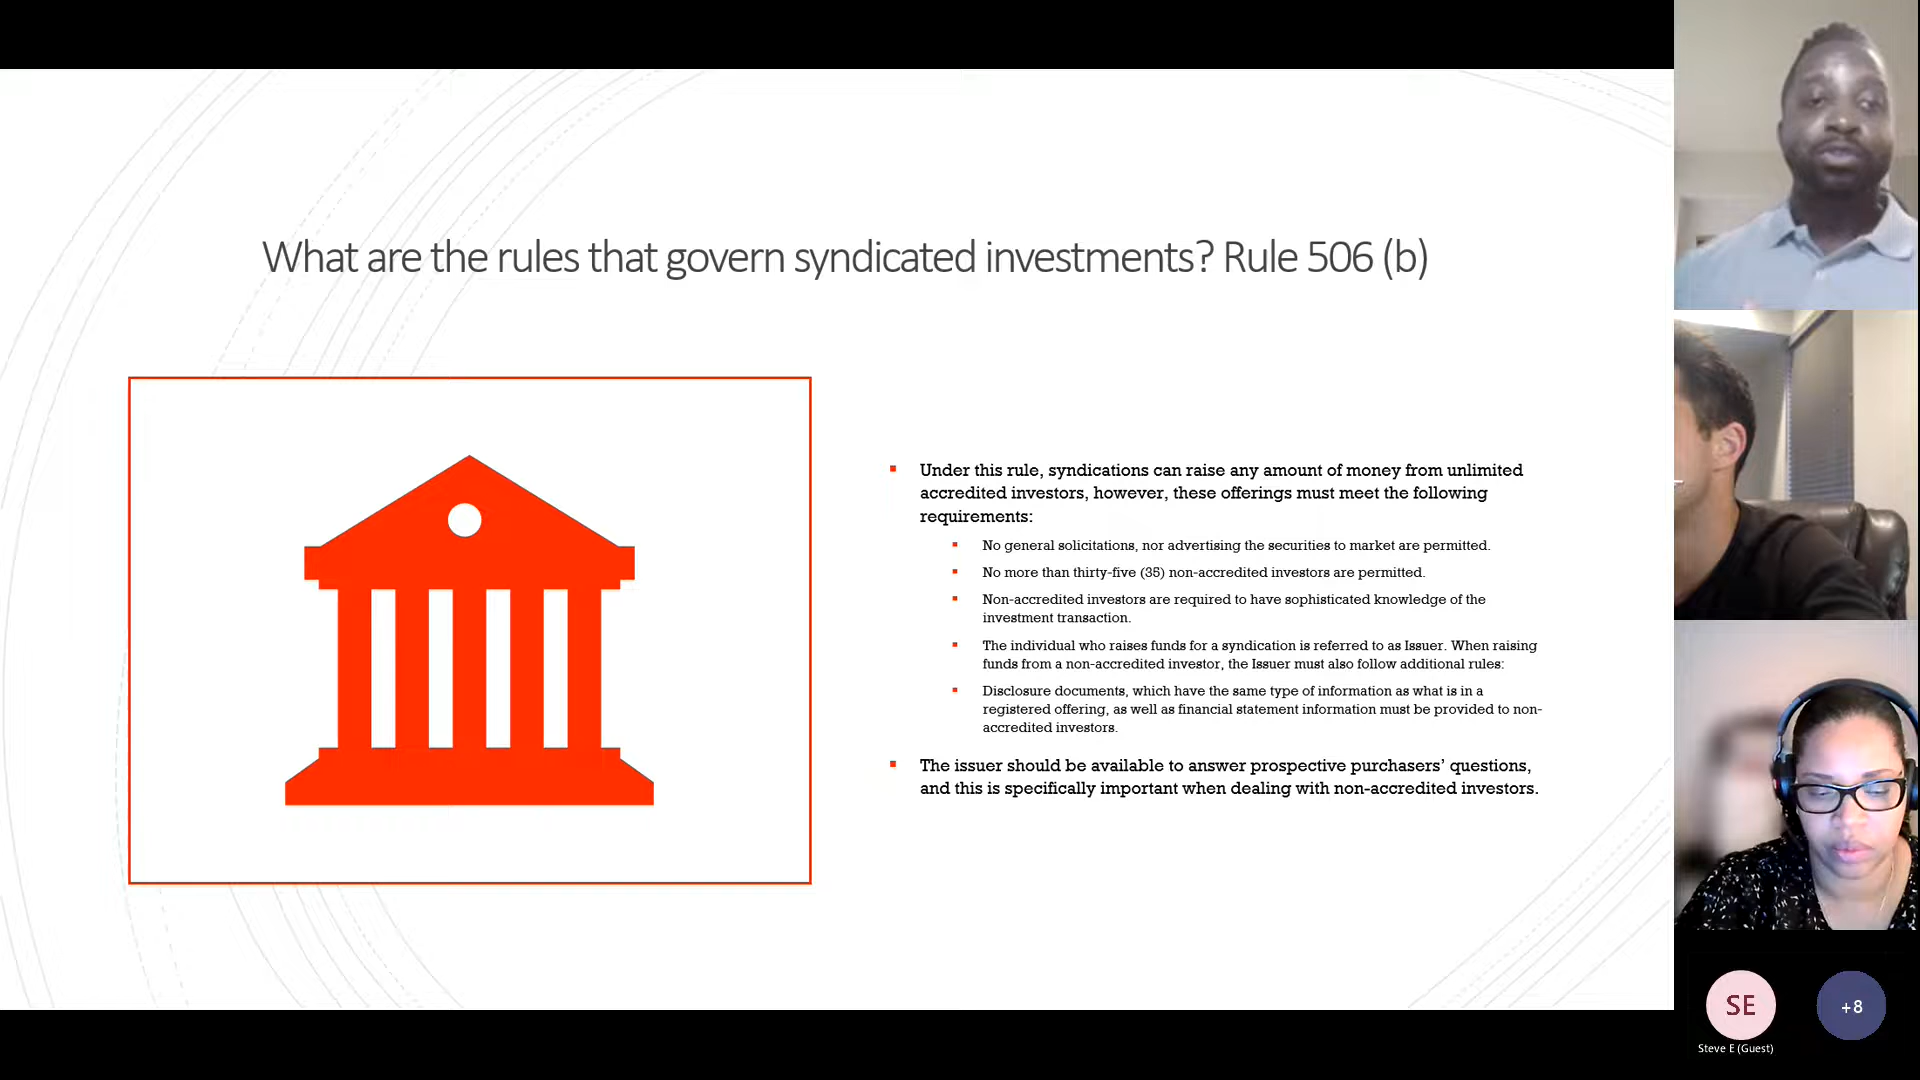 What are the rules that govern syndicated investments? Rule 506 (b)
Under this rule, syndications can raise any amount of money from unlimited
accredited investors, however, these offerings must meet the following
requirements:
No general solicitations, nor advertising the securities to market are permitted.
No more than thirty-five (35) non-accredited investors are permitted.
Non-accredited investors are required to have sophisticated knowledge of the
investment transaction.
The individual who raises funds for a syndication is referred to as Issuer. When raising
funds from a non-accredited investor, the Issuer must also follow additional rules:
Disclosure documents, which have the same type of information as what is in a
registered offering, as well as financial statement information must be provided to non-
accredited investors.
The issuer should be available to answer prospective purchasers’ questions,
and this is specifically important when dealing with non-accredited investors.
SE
+8
Steve E (Guest)